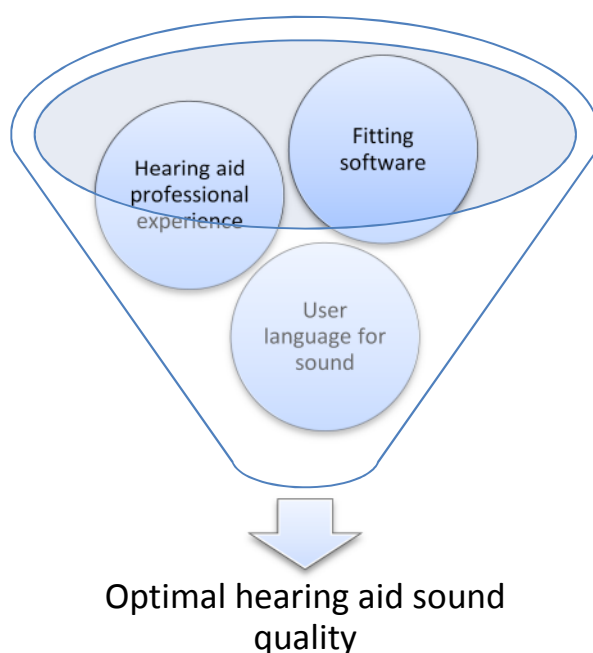 Fitting
software
Hearing aid
professional
experience
User
language for
sound
Optimal hearing aid sound
quality